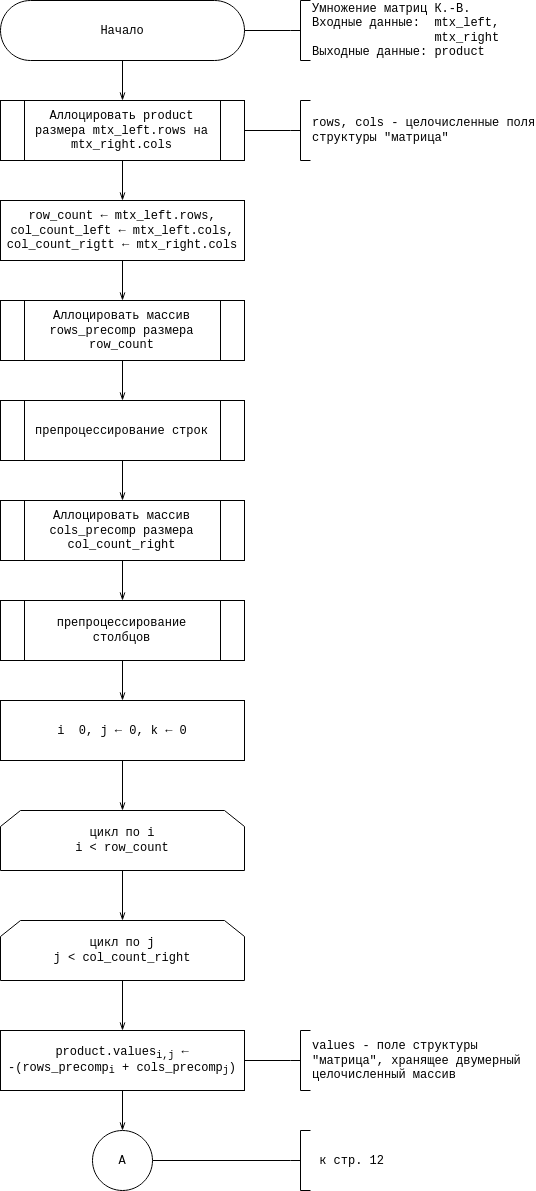 Начало
Умножение матриц К.-В.
Входные данные:  mtx_left,
mtx_right
Выходные данные: product
Аллоцировать product
размера mtx_left.rows на
mtx_right.cols
rows, cols - целочисленные поля
структуры "матрица"
row_count ← mtx_left.rows,
col_count_left ← mtx_left.cols,
col_count_rigtt ← mtx_right.cols
Аллоцировать массив
rows_precomp размера
row_count
препроцессирование строк
Аллоцировать массив
cols_precomp размера
col_count_right
препроцессирование
столбцов
i  0, j ← 0, k ← 0
цикл по i
i < row_count
цикл по j
j < col_count_right
product.valuesi,j ←
-(rows_precompi + cols_precompj)
values - поле структуры
"матрица", хранящее двумерный
целочисленный массив
А
к стр. 12